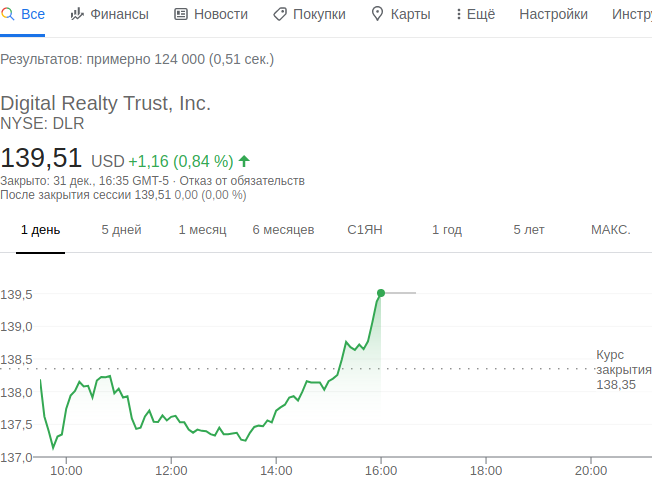 Все Финансы Новости Покупки Карты Ещё Настройки Инстру
Результатов: примерно 124 000 (0,51 сек.)
Digital Realty Trust, Inc.
NYSE: DLR
139,51 USD +1,16 (0,84 %)
Закрыто: 31 дек., 16:35 GMT-5 · Отказ от обязательств
После закрытия сессии 139,51 0,00 (0,00 %)
1 день 5 дней 1 месяц 6 месяцев С1ЯН 1 год 5 лет МАКС.
139,5
139,0
138,5
138,0
137,5
137,0
Курс
закрытия
138,35
10:00 12:00 14:00 16:00 18:00 20:00